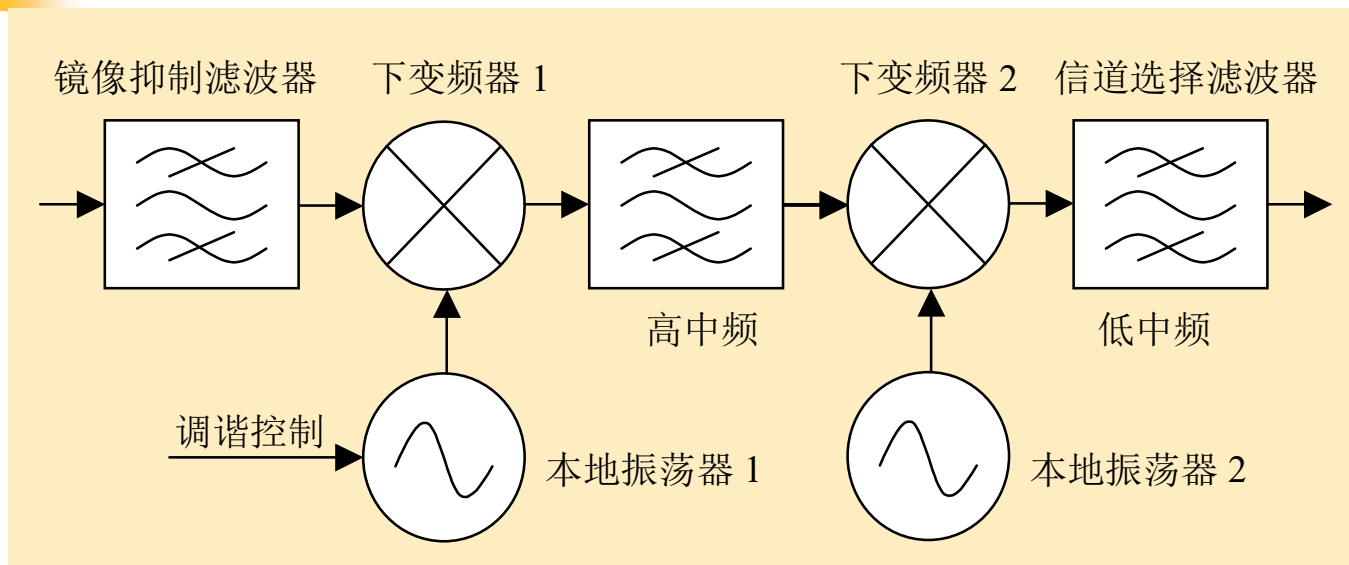 镜像抑制滤波器
下变频器 1
下变频器 2
信道选择滤波器
高中频
低中频
调谐控制
本地振荡器 1
本地振荡器 2